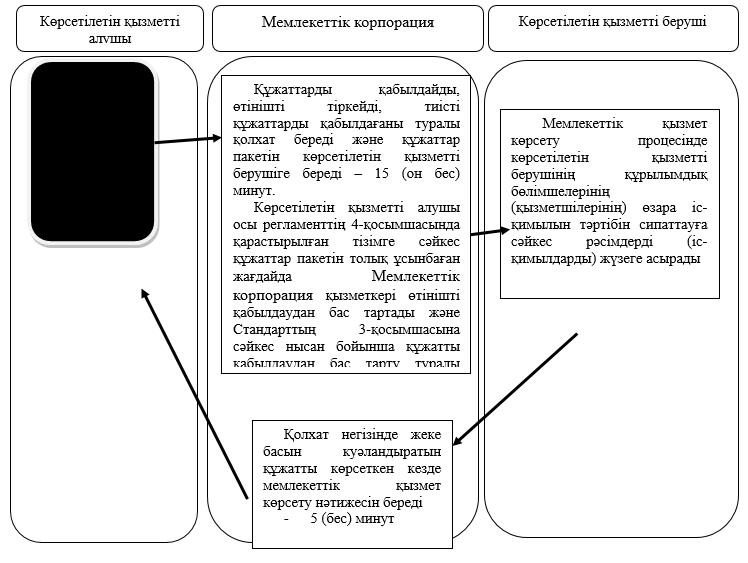 Көрсетілетін қызметті
алушы
Мемлекеттік корпорация
Көрсетілетін қызметті беруші
Құжаттарды қабылдайды,
өтінішті тіркейді, тиісті
құжаттарды қабылдағаны туралы
қолхат береді және құжаттар
пакетін көрсетілетін қызметті
берушіге береді – 15 (он бес)
минут.
Көрсетілетін қызметті алушы
осы регламенттің 4-қосымшасында
қарастырылған тізімге сәйкес
құжаттар пакетін толық ұсынбаған
жағдайда Мемлекеттік
корпорация қызметкері өтінішті
қабылдаудан бас тартады және
Стандарттың 3-қосымшасына
сәйкес нысан бойынша құжатты
қабылдаудан бас тарту туралы
Мемлекеттік қызмет
көрсету процесінде
көрсетілетін қызметті
берушінің құрылымдық
бөлімшелерінің
(қызметшілерінің) өзара іс-
қимылын тәртібін сипаттауға
сәйкес рәсімдерді (іс-
қимылдарды) жүзеге асырады
Қолхат негізінде жеке
басын куәландыратын
құжатты көрсеткен кезде
мемлекеттік қызмет
көрсету нәтижесін береді
- 5 (бес) минут